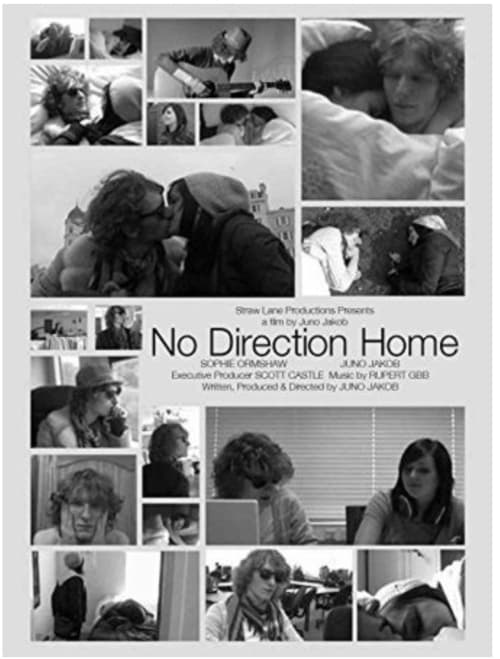 Straw Lane Productions Presents
a film by Juno Jakob
No Direction Home
SOPHIE ORMSHAW JUNO JAKOB
Executive Producer SCOTT CASTLE Music by RUPERT GBB
Written, Produced & Directed by JUNO JAKOB